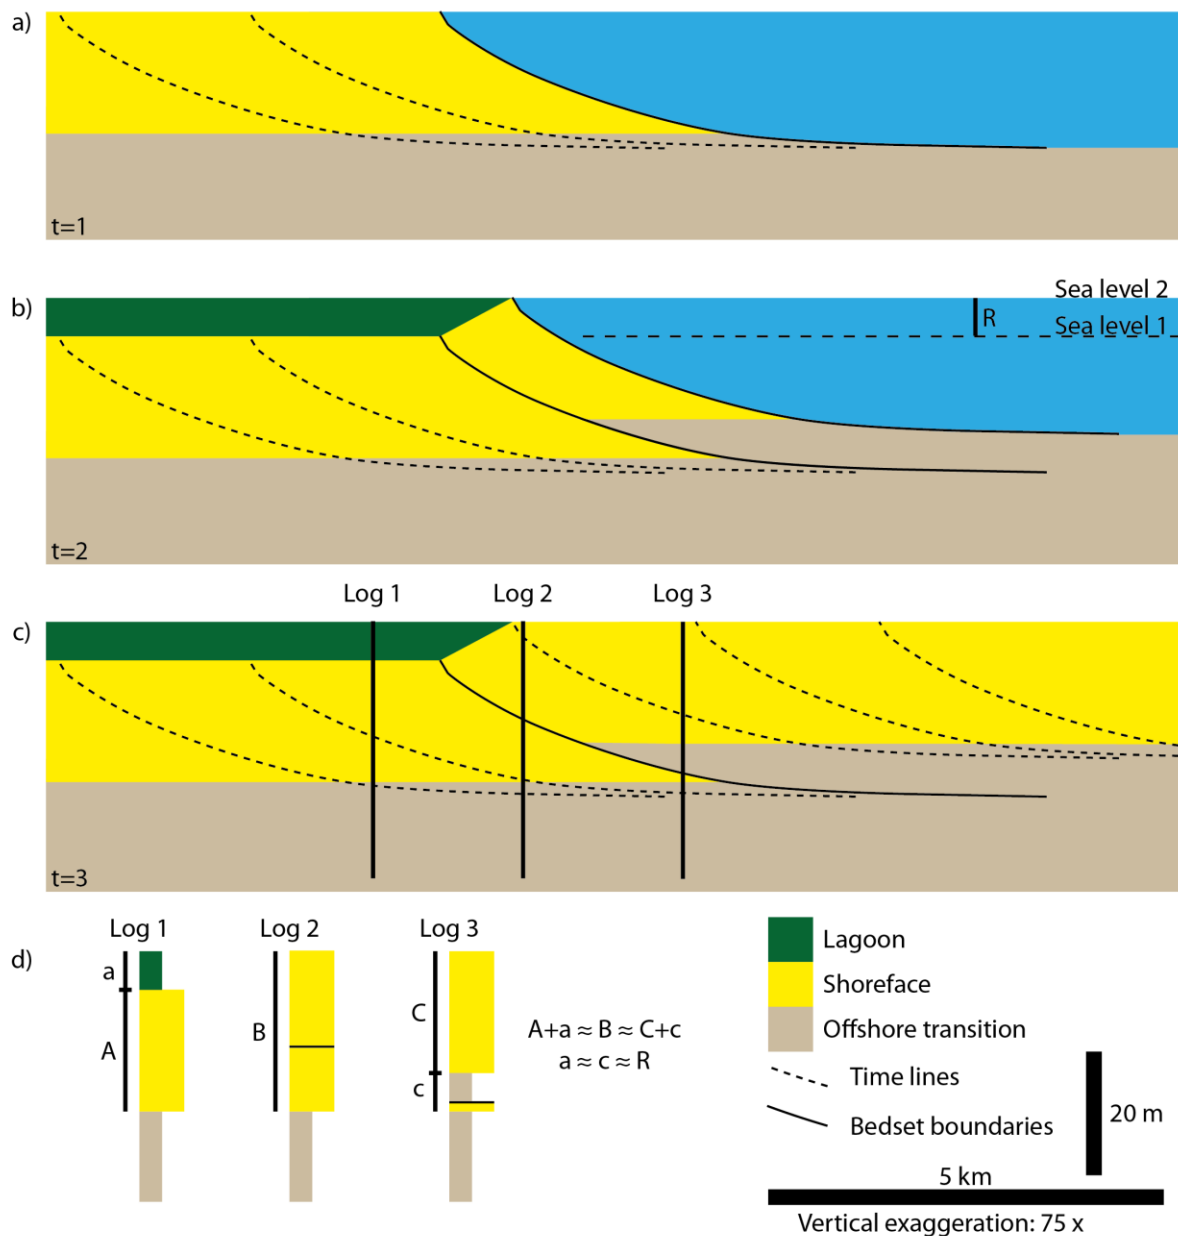 a)
t=1
b)
Sea level 2
R
Sea level 1
t=2
Log 1 Log 2 Log 3
c)
t=3
Log 1 Log 2 Log 3
d)
a
A
B
C
c
A+a ≈ B ≈ C+c
a ≈ c ≈ R
Lagoon
Shoreface
Offshore transition
Time lines
Bedset boundaries
20 m
5 km
Vertical exaggeration: 75 x